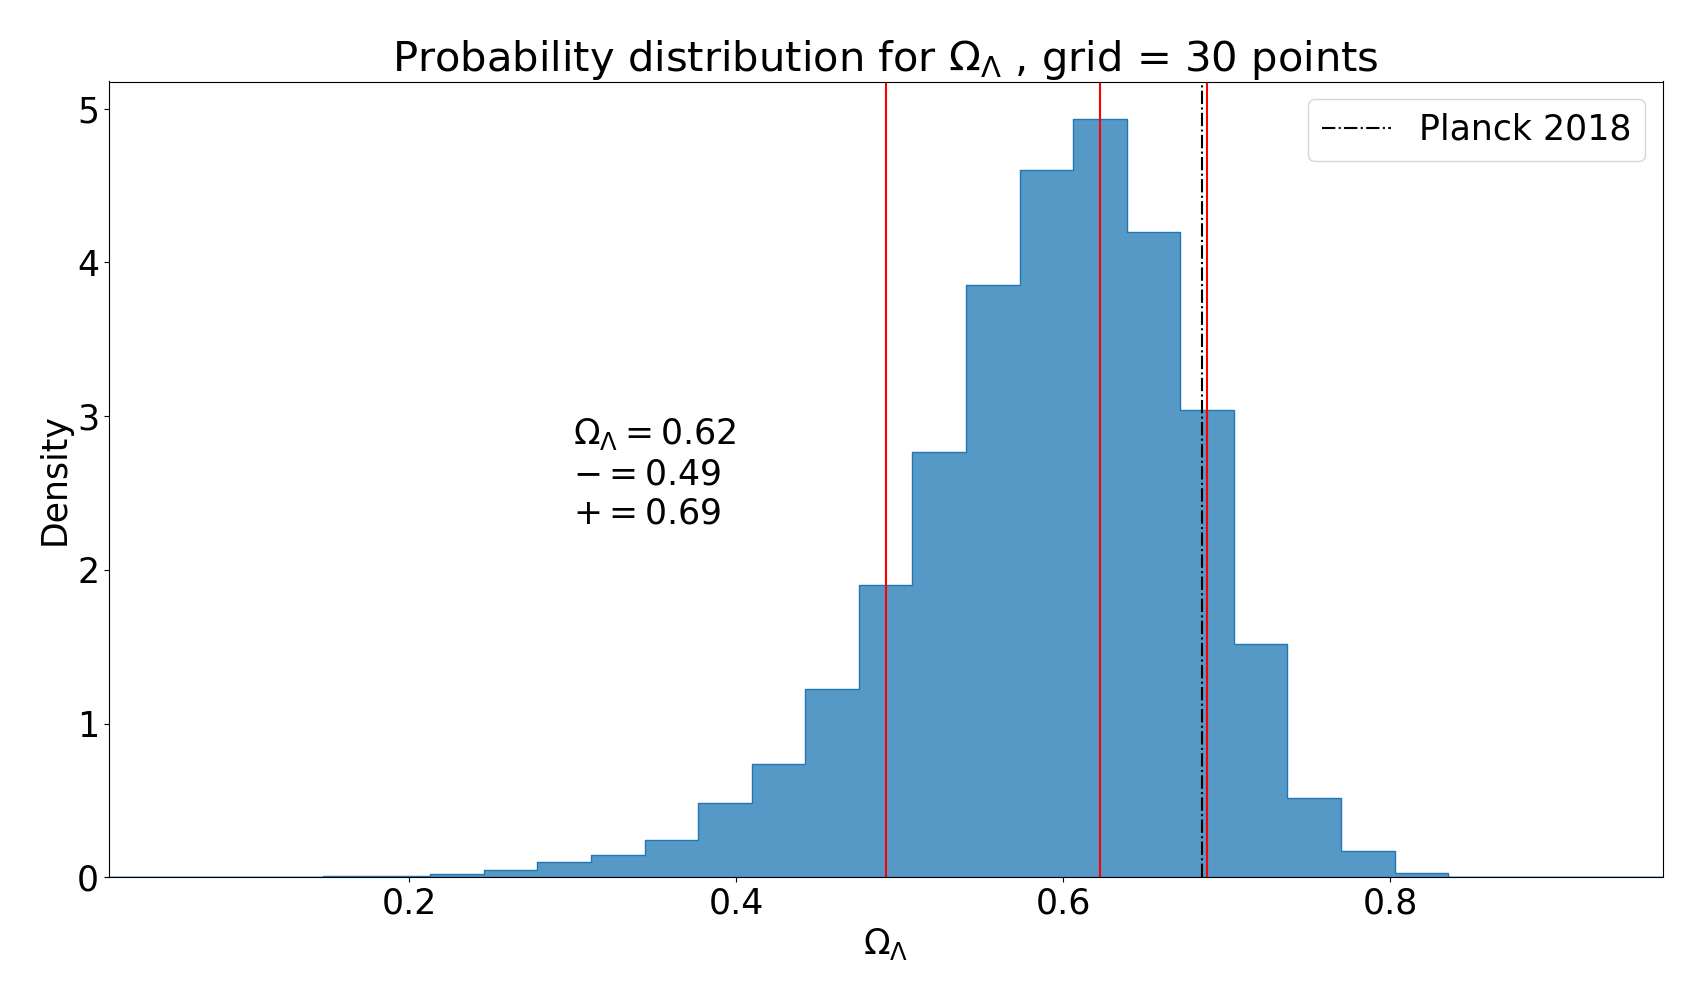 Probability distribution for Ω_Λ , grid = 30 points
Planck 2018
5
4
3
2
1
0
Density
Ω_Λ = 0.62
− = 0.49
+ = 0.69
0.2 0.4 0.6 0.8
Ω_Λ